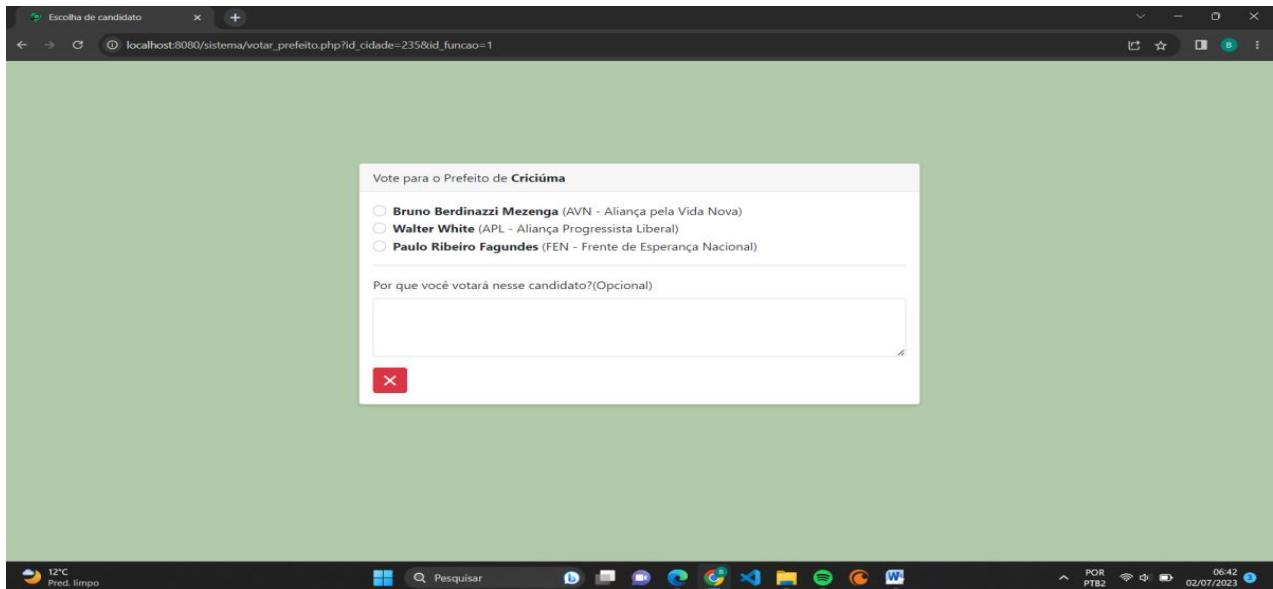 Escolha de candidato
localhost:8080/sistema/votar_prefeito.php?id_cidade=235&id_funcao=1
B
Vote para o Prefeito de Criciúma
Bruno Berdinazzi Mezenga (AVN - Aliança pela Vida Nova)
Walter White (APL - Aliança Progressista Liberal)
Paulo Ribeiro Fagundes (FEN - Frente de Esperança Nacional)
Por que você votará nesse candidato?(Opcional)
12°C
Pred. limpo
Pesquisar
POR
PTB2
06:42
02/07/2023
3